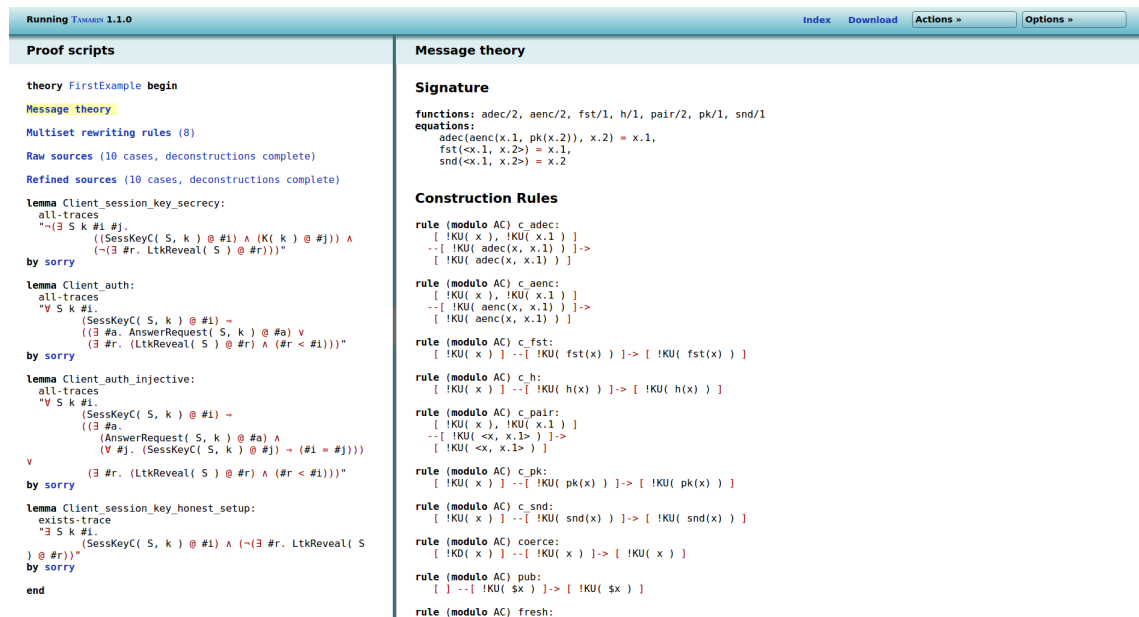 Running TAMARIN 1.1.0
Index Download Actions » Options »
Proof scripts
theory FirstExample begin
Message theory
Multiset rewriting rules (8)
Raw sources (10 cases, deconstructions complete)
Refined sources (10 cases, deconstructions complete)
lemma Client_session_key_secrecy:
all-traces
"¬(∃ S k #i #j.
((SessKeyC( S, k ) @ #i) ∧ (K( k ) @ #j)) ∧
(¬(∃ #r. LtkReveal( S ) @ #r)))"
by sorry
lemma Client_auth:
all-traces
"∀ S k #i.
(SessKeyC( S, k ) @ #i) ⇒
((∃ #a. AnswerRequest( S, k ) @ #a) ∨
(∃ #r. (LtkReveal( S ) @ #r) ∧ (#r < #i)))"
by sorry
lemma Client_auth_injective:
all-traces
"∀ S k #i.
(SessKeyC( S, k ) @ #i) ⇒
((∃ #a.
(AnswerRequest( S, k ) @ #a) ∧
(∀ #j. (SessKeyC( S, k ) @ #j) ⇒ (#i = #j)))
∨
(∃ #r. (LtkReveal( S ) @ #r) ∧ (#r < #i)))"
by sorry
lemma Client_session_key_honest_setup:
exists-trace
"∃ S k #i.
(SessKeyC( S, k ) @ #i) ∧ (¬(∃ #r. LtkReveal( S
) @ #r))"
by sorry
end
Message theory
Signature
functions: adec/2, aenc/2, fst/1, h/1, pair/2, pk/1, snd/1
equations:
adec(aenc(x.1, pk(x.2)), x.2) = x.1,
fst(<x.1, x.2>) = x.1,
snd(<x.1, x.2>) = x.2
Construction Rules
rule (modulo AC) c_adec:
[ !KU( x ), !KU( x.1 ) ]
--[ !KU( adec(x, x.1) ) ]->
[ !KU( adec(x, x.1) ) ]
rule (modulo AC) c_aenc:
[ !KU( x ), !KU( x.1 ) ]
--[ !KU( aenc(x, x.1) ) ]->
[ !KU( aenc(x, x.1) ) ]
rule (modulo AC) c_fst:
[ !KU( x ) ] --[ !KU( fst(x) ) ]-> [ !KU( fst(x) ) ]
rule (modulo AC) c_h:
[ !KU( x ) ] --[ !KU( h(x) ) ]-> [ !KU( h(x) ) ]
rule (modulo AC) c_pair:
[ !KU( x ), !KU( x.1 ) ]
--[ !KU( <x, x.1> ) ]->
[ !KU( <x, x.1> ) ]
rule (modulo AC) c_pk:
[ !KU( x ) ] --[ !KU( pk(x) ) ]-> [ !KU( pk(x) ) ]
rule (modulo AC) c_snd:
[ !KU( x ) ] --[ !KU( snd(x) ) ]-> [ !KU( snd(x) ) ]
rule (modulo AC) coerce:
[ !KD( x ) ] --[ !KU( x ) ]-> [ !KU( x ) ]
rule (modulo AC) pub:
[ ] --[ !KU( $x ) ]-> [ !KU( $x ) ]
rule (modulo AC) fresh: